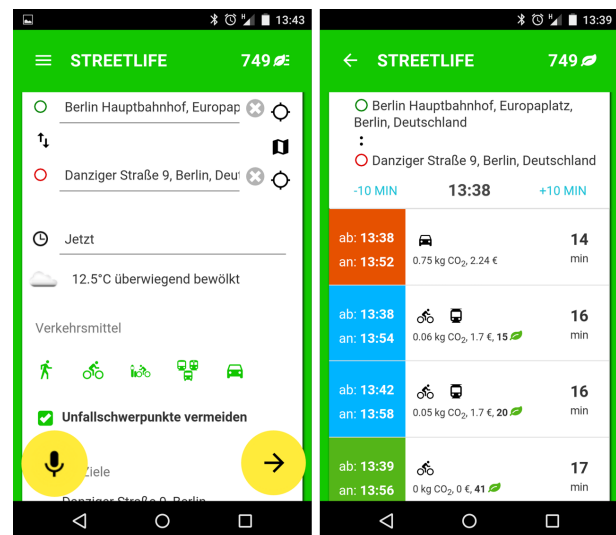 13:43
STREETLIFE 749
Berlin Hauptbahnhof, Europap
Danziger Straße 9, Berlin, Deut
Jetzt
12.5°C überwiegend bewölkt
Verkehrsmittel
Unfallschwerpunkte vermeiden
Ziele
Danziger Straße 9, Berlin
H 13:39
STREETLIFE 749
Berlin Hauptbahnhof, Europaplatz,
Berlin, Deutschland
Danziger Straße 9, Berlin, Deutschland
-10 MIN 13:38 +10 MIN
ab: 13:38
an: 13:52
0.75 kg CO₂, 2.24 €
14
min
ab: 13:38
an: 13:54
0.06 kg CO₂, 1.7 €, 15
16
min
ab: 13:42
an: 13:58
0.05 kg CO₂, 1.7 €, 20
16
min
ab: 13:39
an: 13:56
0 kg CO₂, 0 €, 41
17
min